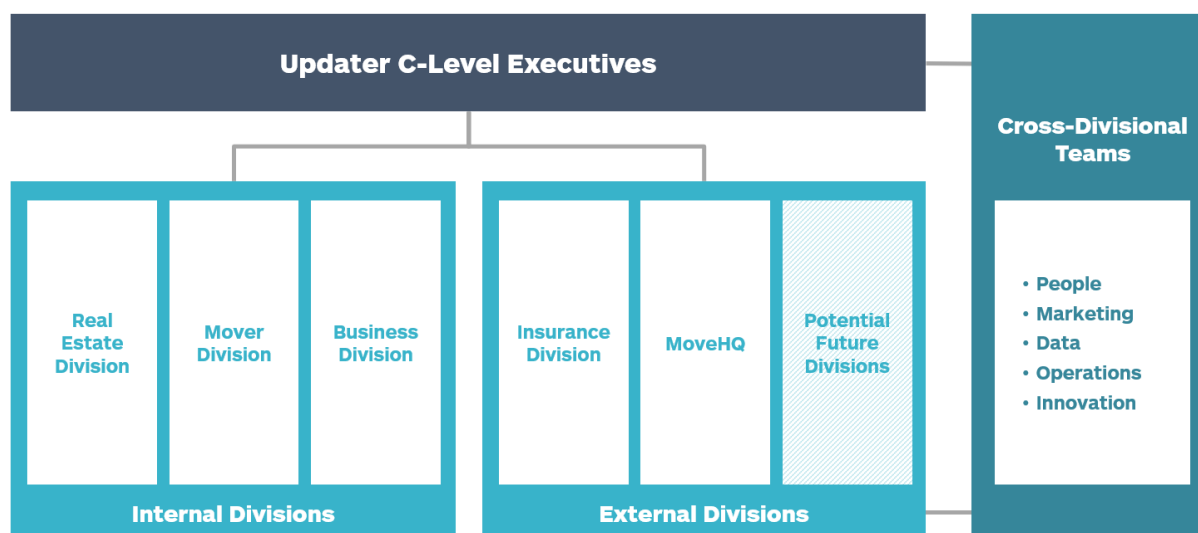 Updater C-Level Executives
Cross-Divisional
Teams
Real
Estate
Division
Mover
Division
Business
Division
Internal Divisions
Insurance
Division
MoveHQ
Potential
Future
Divisions
External Divisions
• People
• Marketing
• Data
• Operations
• Innovation